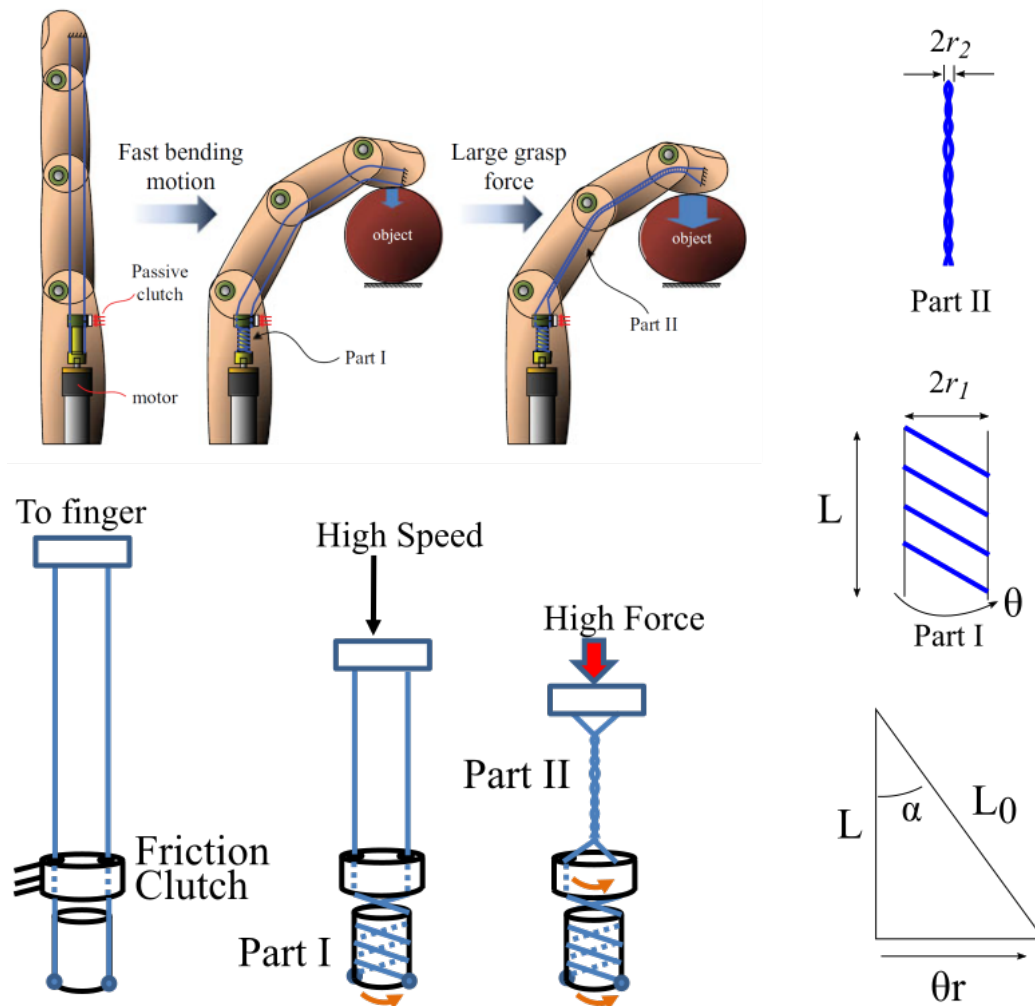 Fast bending
motion
Large grasp
force
object
object
Passive
clutch
Part I
Part II
motor
2r₂
Part II
2r₁
L
θ
Part I
To finger
High Speed
High Force
Part II
Friction
Clutch
Part I
L
α
L₀
θr